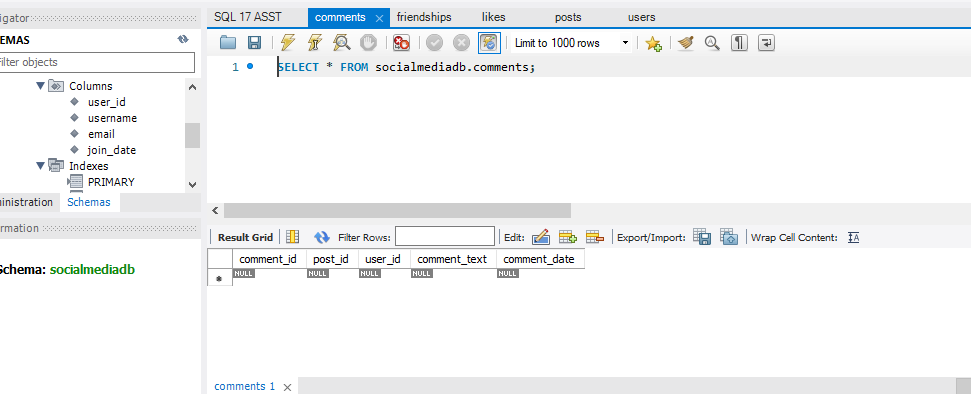 igator
SQL 17 ASST comments friendships likes posts users
EMAS
Limit to 1000 rows
Filter objects
1 SELECT * FROM socialmediadb.comments;
Columns
user_id
username
email
join_date
Indexes
PRIMARY
ministration Schemas
rmation
Result Grid Filter Rows: Edit: Export/Import: Wrap Cell Content:
comment_id post_id user_id comment_text comment_date
NULL NULL NULL NULL NULL
Schema: socialmediadb
comments 1